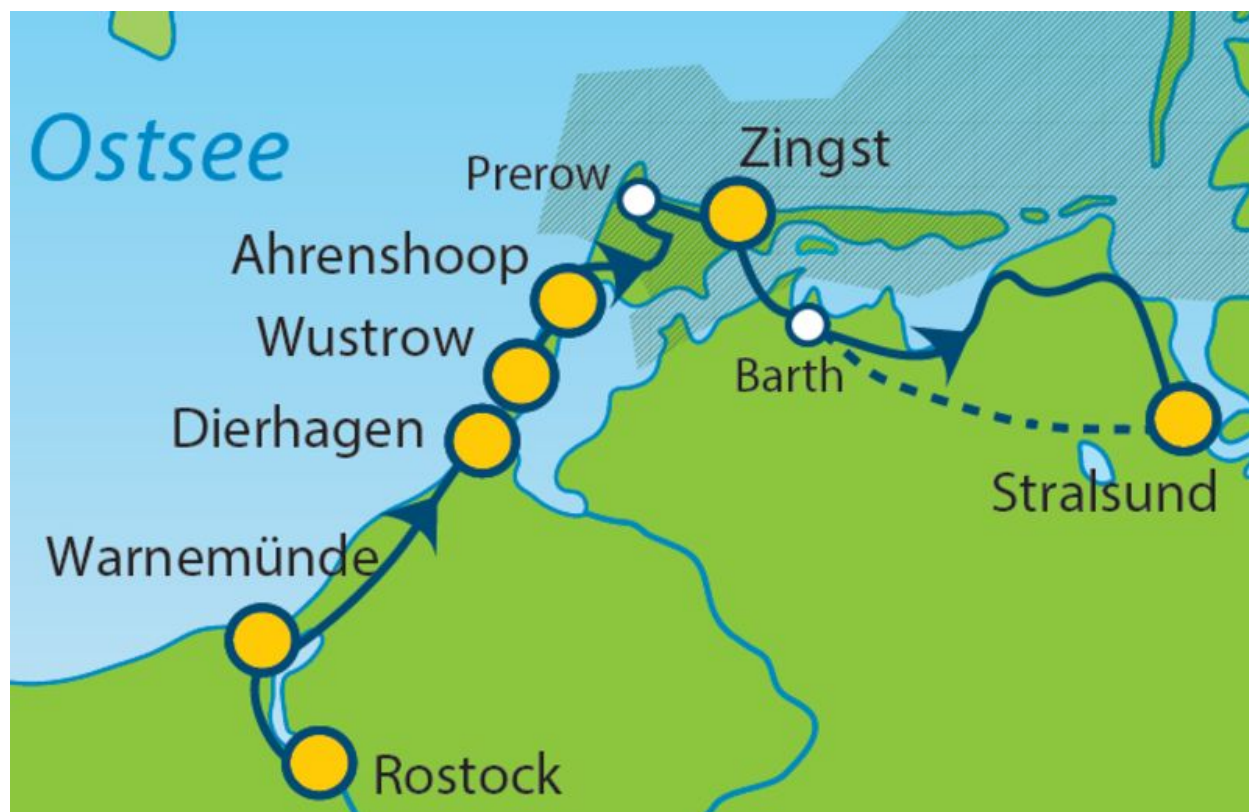 Ostsee
Zingst
Prerow
Ahrenshoop
Wustrow
Barth
Dierhagen
Stralsund
Warnemünde
Rostock